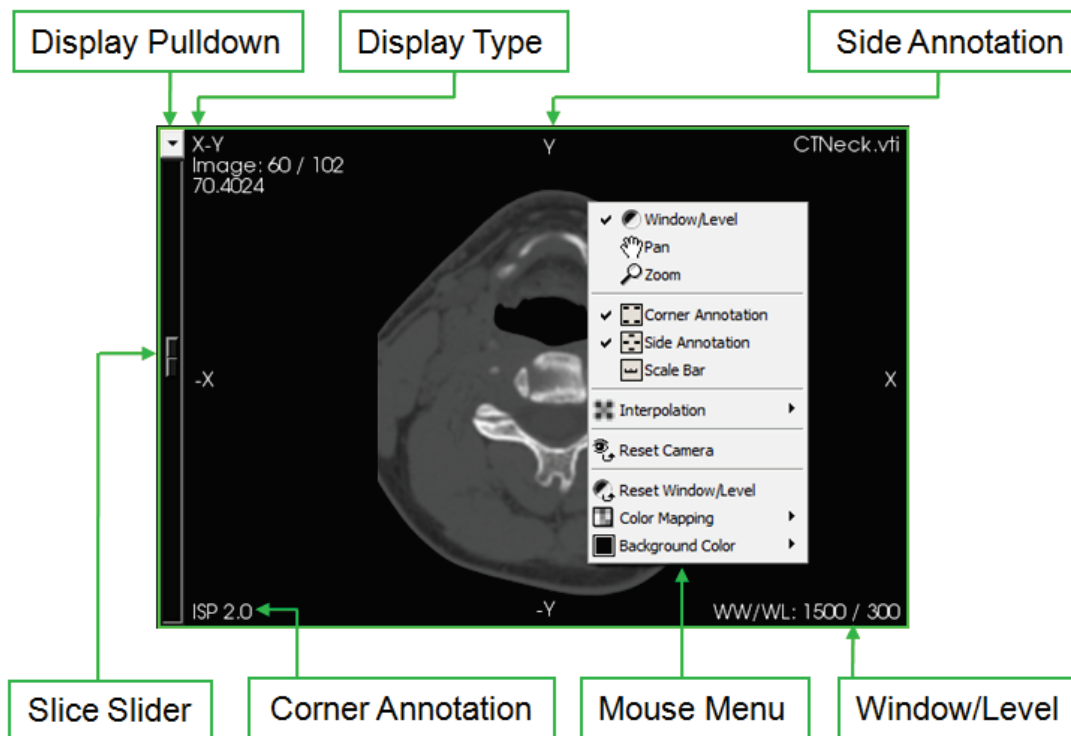 Display Pulldown
Display Type
Side Annotation
X-Y
Y
CTNeck.vti
Image: 60 / 102
70.4024
Window/Level
Pan
Zoom
Corner Annotation
Side Annotation
Scale Bar
-X
X
Interpolation
Reset Camera
Reset Window/Level
Color Mapping
Background Color
ISP 2.0
-Y
WW/WL: 1500 / 300
Slice Slider
Corner Annotation
Mouse Menu
Window/Level